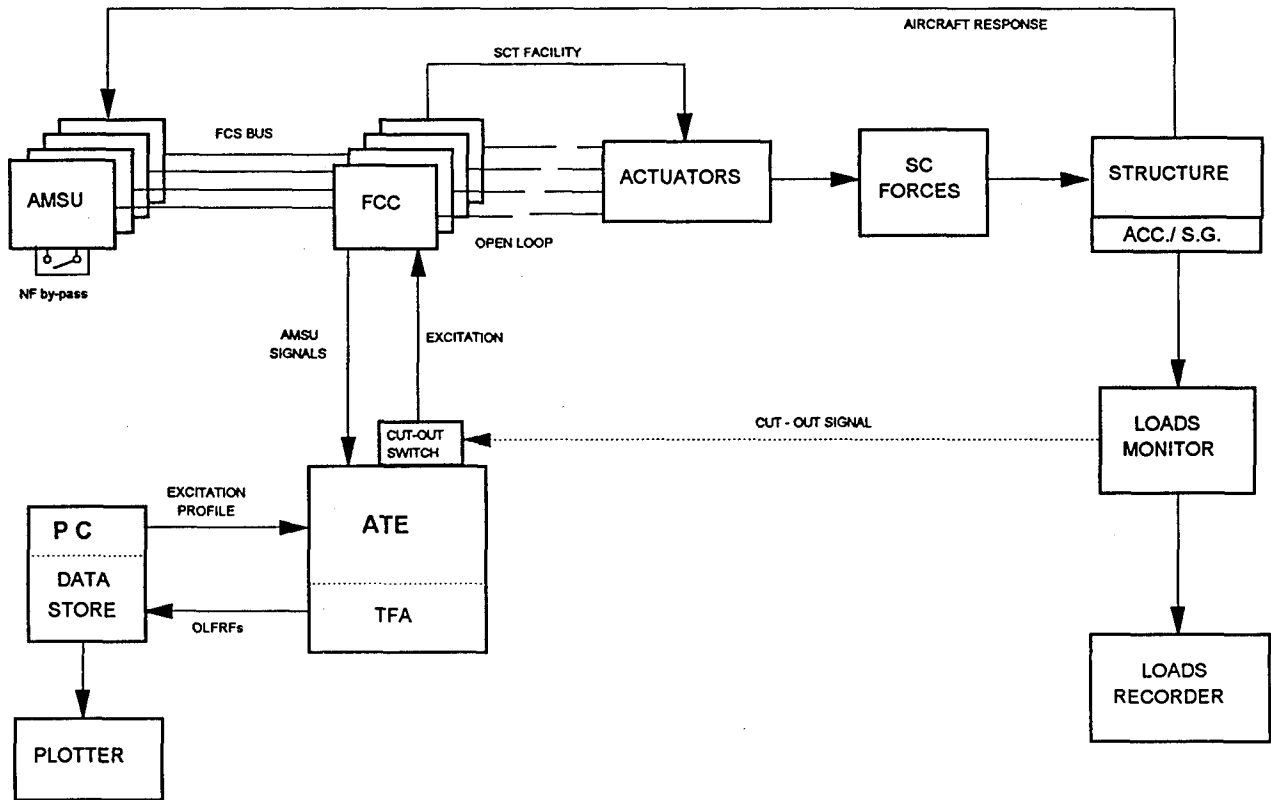 AIRCRAFT RESPONSE
SCT FACILITY
FCS BUS
AMSU
FCC
ACTUATORS
SC
FORCES
STRUCTURE
ACC./ S.G.
OPEN LOOP
NF by-pass
AMSU
SIGNALS
EXCITATION
CUT-OUT
SWITCH
CUT - OUT SIGNAL
LOADS
MONITOR
EXCITATION
PROFILE
P C
ATE
DATA
STORE
TFA
OLFRFs
LOADS
RECORDER
PLOTTER